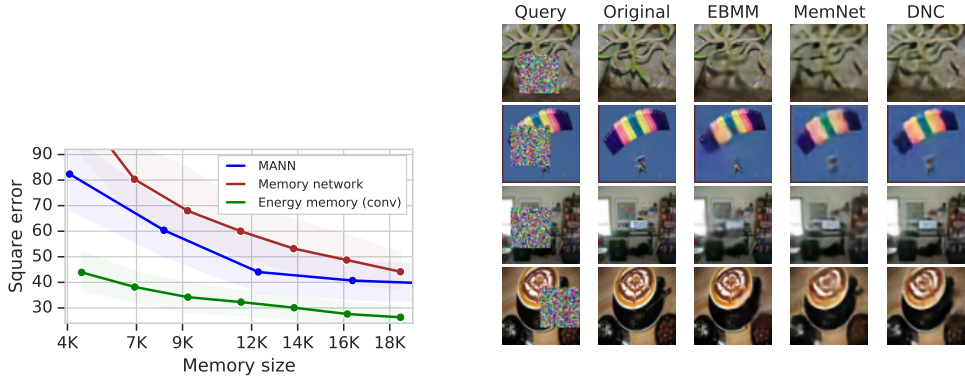 Query Original EBMM MemNet DNC
90
80
70
60
50
40
30
Square error
MANN
Memory network
Energy memory (conv)
4K 7K 9K 12K 14K 16K 18K
Memory size